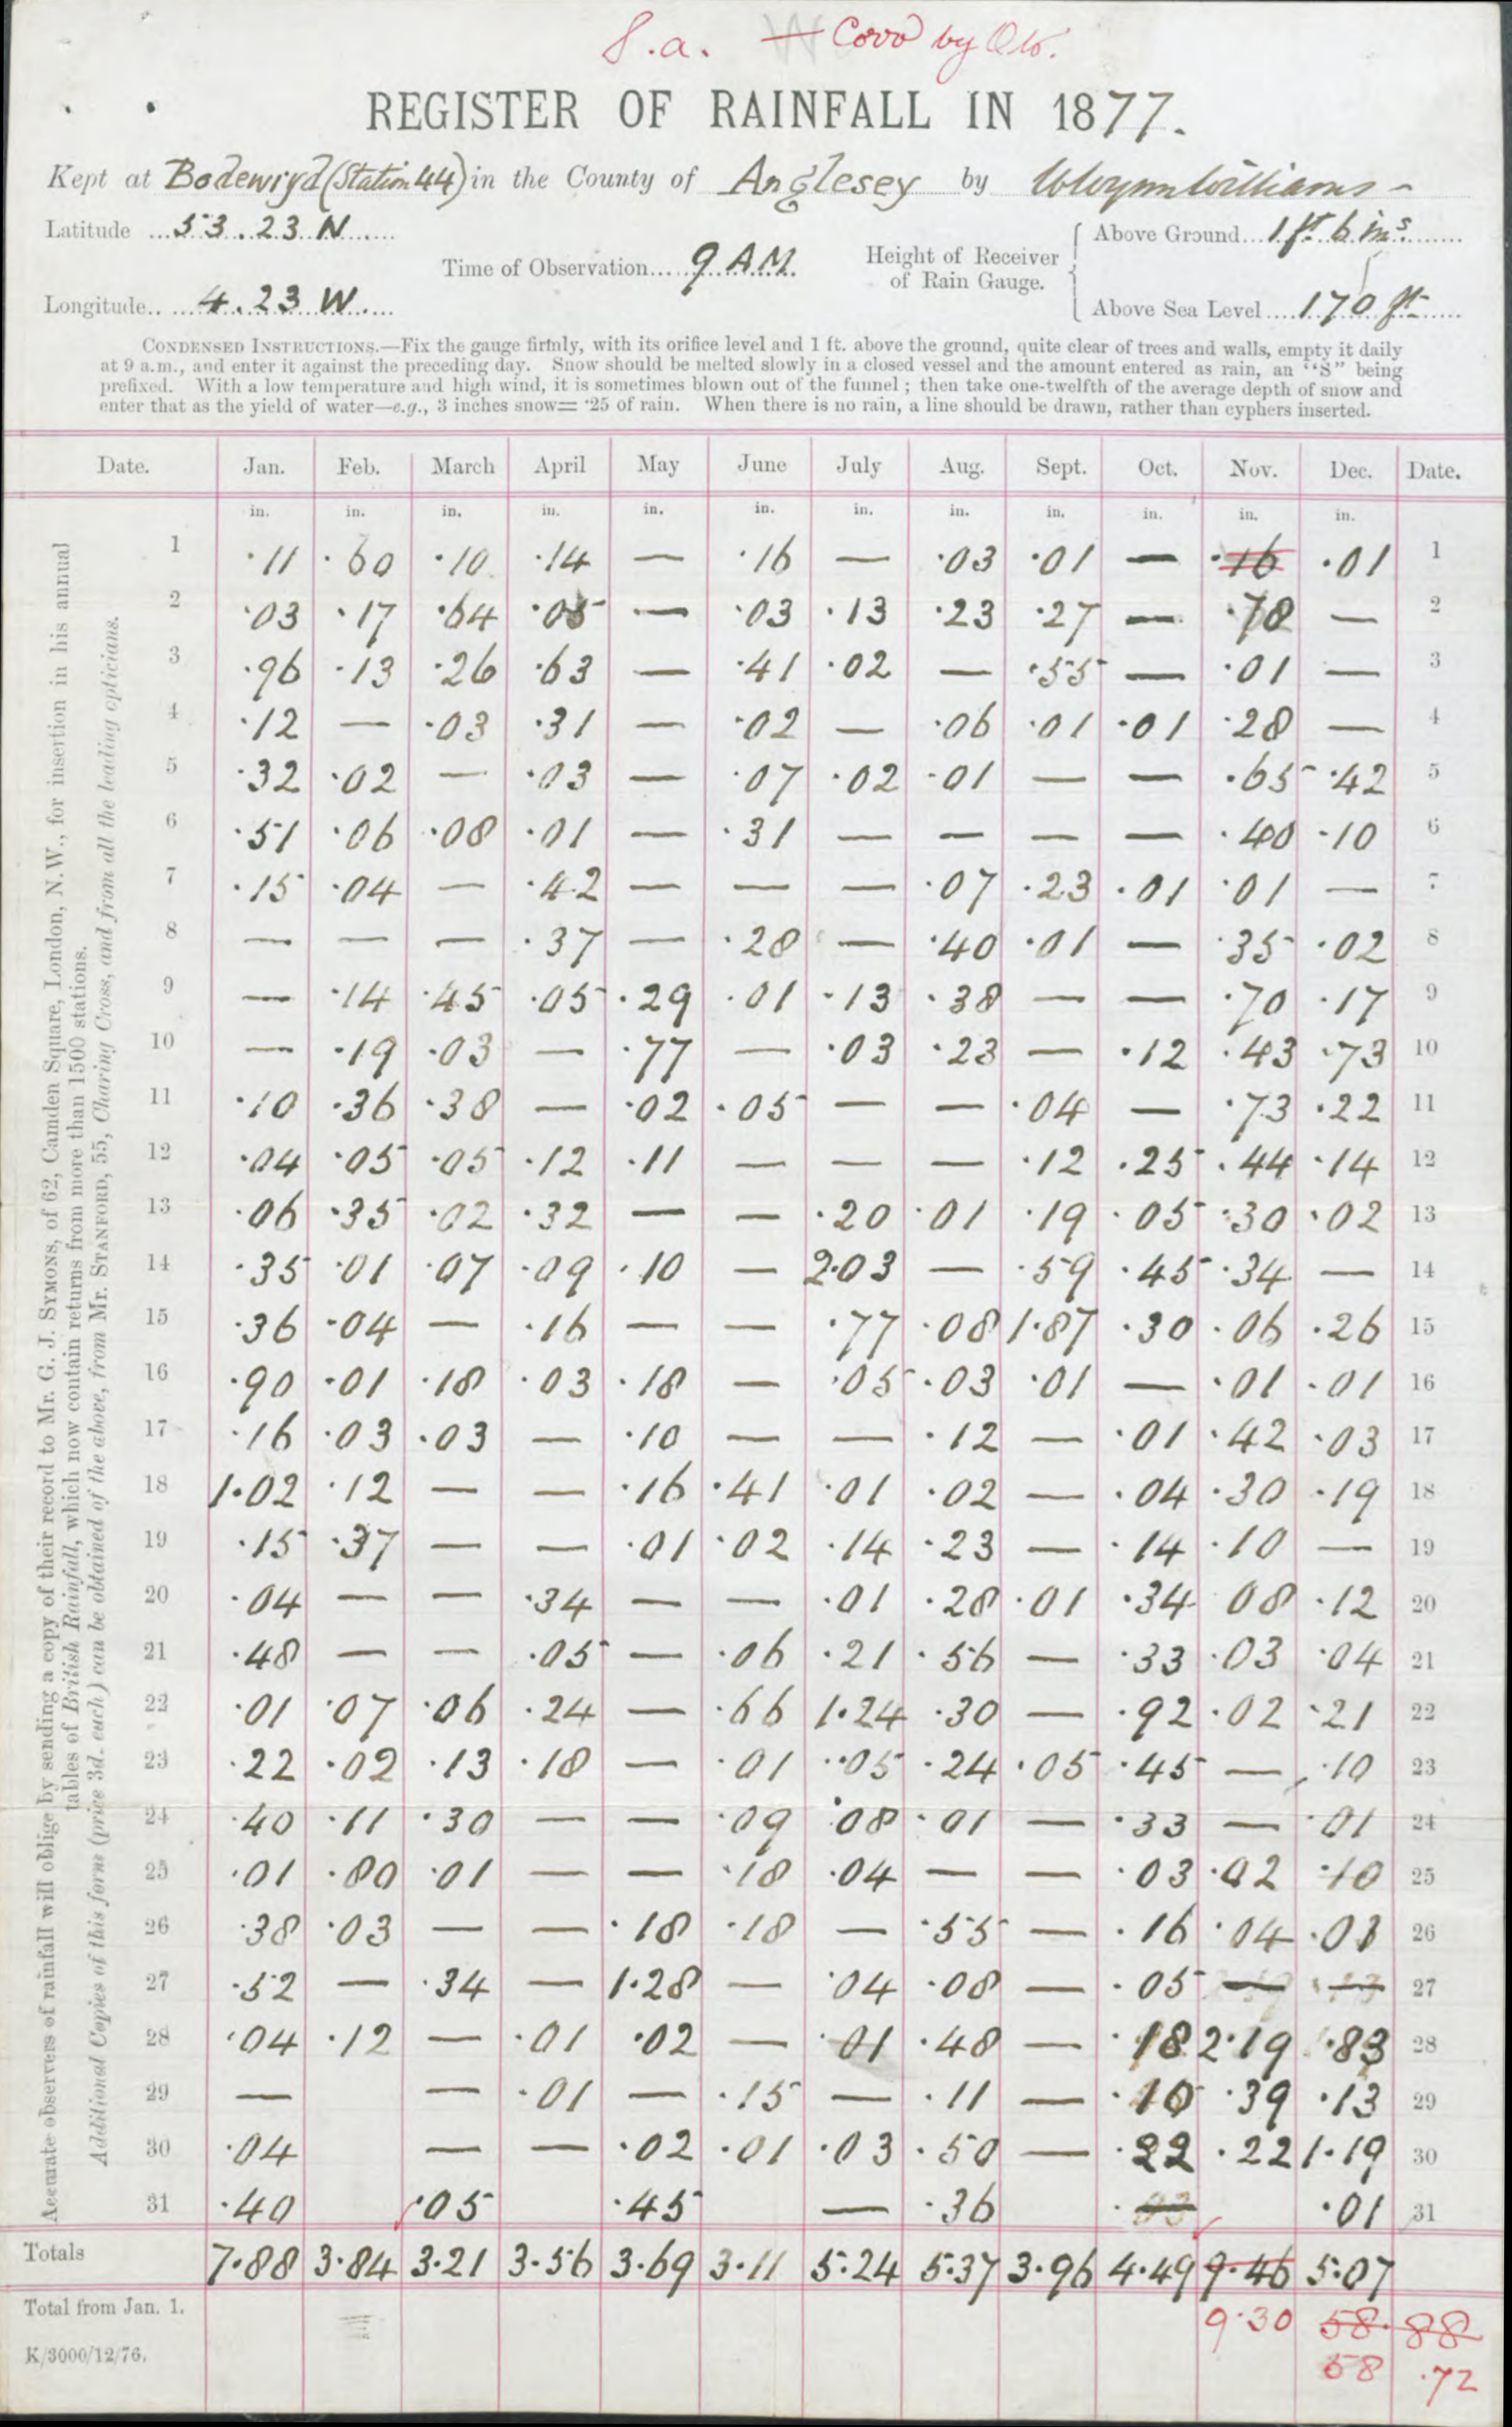 S.a. — Cord by Qto.
REGISTER OF RAINFALL IN 1877.
Kept at Bodewryd (Station 44) in the County of Anglesey by W Wynn Williams -
Latitude ... 53.23 N ......
Time of Observation..... 9 A M.
Height of Receiver of Rain Gauge.
Above Ground... 1 ft. 6 ins. ......
Longitude.. .... 4.23 W. ....
Above Sea Level .... 170 ft ......
CONDENSED INSTRUCTIONS.—Fix the gauge firmly, with its orifice level and 1 ft. above the ground, quite clear of trees and walls, empty it daily
at 9 a.m., and enter it against the preceding day. Snow should be melted slowly in a closed vessel and the amount entered as rain, an "S" being
prefixed. With a low temperature and high wind, it is sometimes blown out of the funnel; then take one-twelfth of the average depth of snow and
enter that as the yield of water—e.g., 3 inches snow= ·25 of rain. When there is no rain, a line should be drawn, rather than cyphers inserted.
Date. Jan. Feb. March April May June July Aug. Sept. Oct. Nov. Dec. Date.
in. in. in. in. in. in. in. in. in. in. in. in.
1 ·11 ·60 ·10 ·14 — ·16 — ·03 ·01 — ·16 ·01 1
2 ·03 ·17 ·64 ·05 — ·03 ·13 ·23 ·27 — ·78 — 2
3 ·96 ·13 ·26 ·63 — ·41 ·02 — ·55 — ·01 — 3
4 ·12 — ·03 ·31 — ·02 — ·06 ·01 ·01 ·28 — 4
5 ·32 ·02 — ·03 — ·07 ·02 ·01 — — ·65 ·42 5
6 ·51 ·06 ·08 ·01 — ·31 — — — — ·40 ·10 6
7 ·15 ·04 — ·42 — — — ·07 ·23 ·01 ·01 — 7
8 — — — ·37 — ·28 — ·40 ·01 — ·35 ·02 8
9 — ·14 ·45 ·05 ·29 ·01 ·13 ·38 — — ·70 ·17 9
10 — ·19 ·03 — ·77 — ·03 ·23 — ·12 ·43 ·73 10
11 ·10 ·36 ·38 — ·02 ·05 — — ·04 — ·73 ·22 11
12 ·04 ·05 ·05 ·12 ·11 — — — ·12 ·25 ·44 ·14 12
13 ·06 ·35 ·02 ·32 — — ·20 ·01 ·19 ·05 ·30 ·02 13
14 ·35 ·01 ·07 ·09 ·10 — 2·03 — ·59 ·45 ·34 — 14
15 ·36 ·04 — ·16 — — ·77 ·08 1·87 ·30 ·06 ·26 15
16 ·90 ·01 ·18 ·03 ·18 — ·05 ·03 ·01 — ·01 ·01 16
17 ·16 ·03 ·03 — ·10 — — ·12 — ·01 ·42 ·03 17
18 1·02 ·12 — — ·16 ·41 ·01 ·02 — ·04 ·30 ·19 18
19 ·15 ·37 — — ·01 ·02 ·14 ·23 — ·14 ·10 — 19
20 ·04 — — ·34 — — ·01 ·28 ·01 ·34 08 ·12 20
21 ·48 — — ·05 — ·06 ·21 ·56 — ·33 ·03 ·04 21
22 ·01 ·07 ·06 ·24 — ·66 1·24 ·30 — ·92 ·02 ·21 22
23 ·22 ·02 ·13 ·18 — ·01 ·05 ·24 ·05 ·45 — ·10 23
24 ·40 ·11 ·30 — — ·09 ·08 ·01 — ·33 — ·01 24
25 ·01 ·80 ·01 — — ·18 ·04 — — ·03 ·02 ·10 25
26 ·38 ·03 — — ·18 ·18 — ·55 — ·16 ·04 ·01 26
27 ·52 — ·34 — 1·28 — ·04 ·08 — ·05 — — 27
28 ·04 ·12 — ·01 ·02 — ·01 ·48 — ·18 2·19 ·83 28
29 — — ·01 — ·15 — ·11 — ·10 ·39 ·13 29
30 ·04 — — ·02 ·01 ·03 ·50 — ·22 ·22 1·19 30
31 ·40 ·05 ·45 — ·36 ·01 31
Totals 7·88 3·84 3·21 3·56 3·69 3·11 5·24 5·37 3·96 4·49 9·46 5·07
Total from Jan. 1. 9·30 58·88
K/3000/12/76. 58·72
Accurate observers of rainfall will oblige by sending a copy of their record to Mr. G. J. SYMONS, of 62, Camden Square, London, N.W., for insertion in his annual
tables of British Rainfall, which now contain returns from more than 1500 stations.
Additional Copies of this form (price 3d. each) can be obtained of the above, from Mr. STANFORD, 55, Charing Cross, and from all the leading opticians.